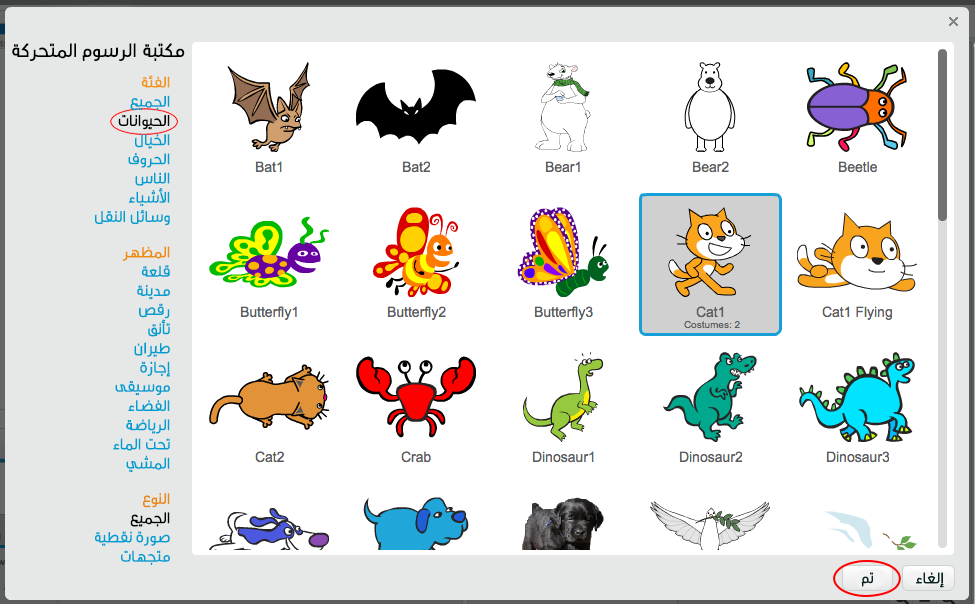 مكتبة الرسوم المتحركة
الفئة
الجميع
الحيوانات
الخيال
الحروف
الناس
الأشياء
وسائل النقل
المظهر
قلعة
مدينة
رقص
تأنق
طيران
إجازة
موسيقى
الفضاء
الرياضة
تحت الماء
المشي
النوع
الجميع
صورة نقطية
متجهات
Bat1
Bat2
Bear1
Bear2
Beetle
Butterfly1
Butterfly2
Butterfly3
Cat1
Costumes: 2
Cat1 Flying
Cat2
Crab
Dinosaur1
Dinosaur2
Dinosaur3
تم
إلغاء